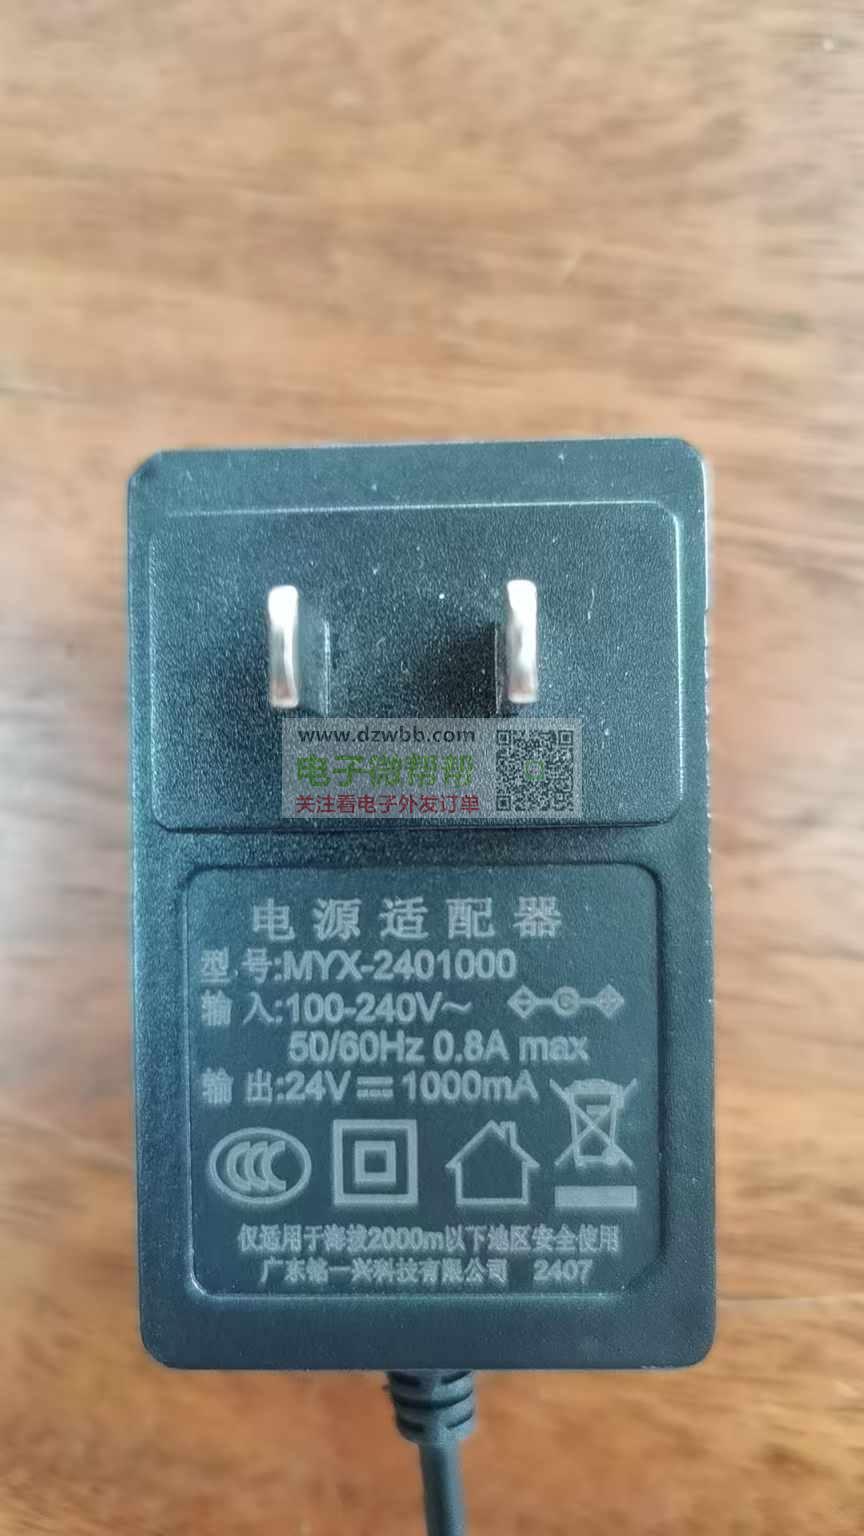 www.dzwbb.com
电子微帮帮
关注看电子外发订单
电源适配器
型 号:MYX-2401000
输 入:100-240V～
50/60Hz 0.8A max
输 出:24V⎓1000mA
CCC
仅适用于海拔2000m以下地区安全使用
广东铭一兴科技有限公司 2407